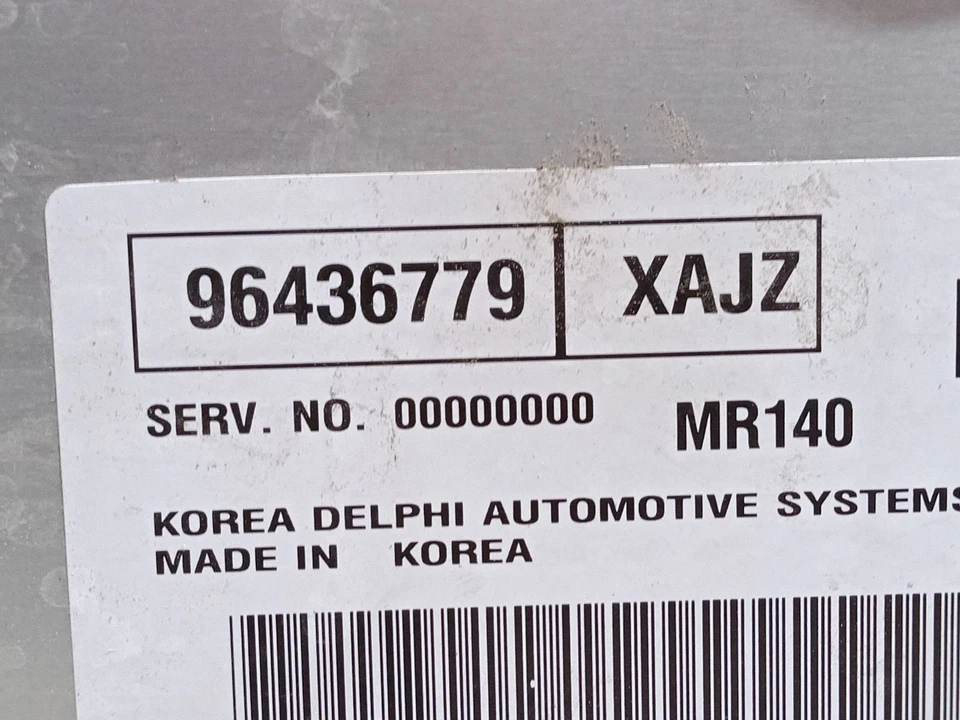 96436779 XAJZ
SERV. NO. 00000000 MR140
KOREA DELPHI AUTOMOTIVE SYSTEMS
MADE IN KOREA